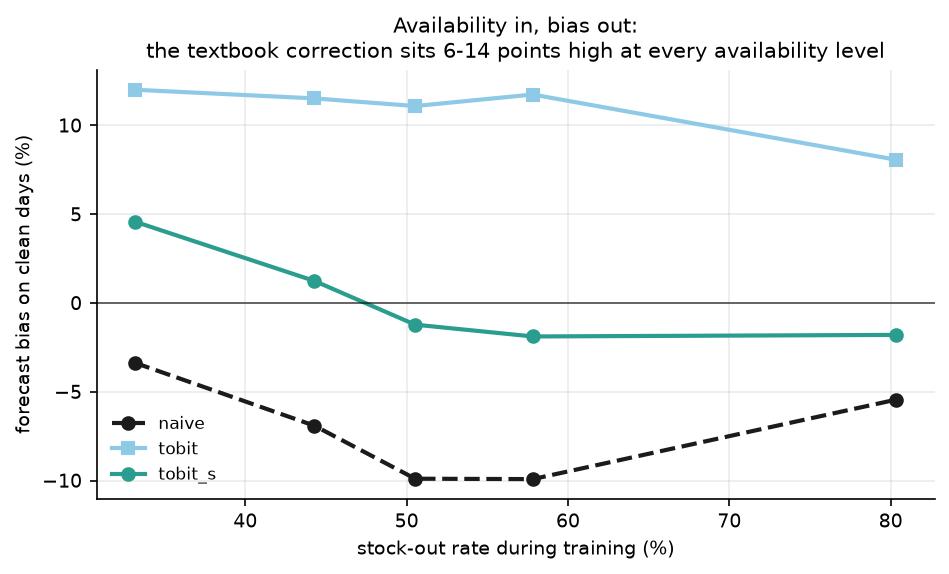 Availability in, bias out:
the textbook correction sits 6-14 points high at every availability level
forecast bias on clean days (%)
10
5
0
−5
−10
naive
tobit
tobit_s
40 50 60 70 80
stock-out rate during training (%)